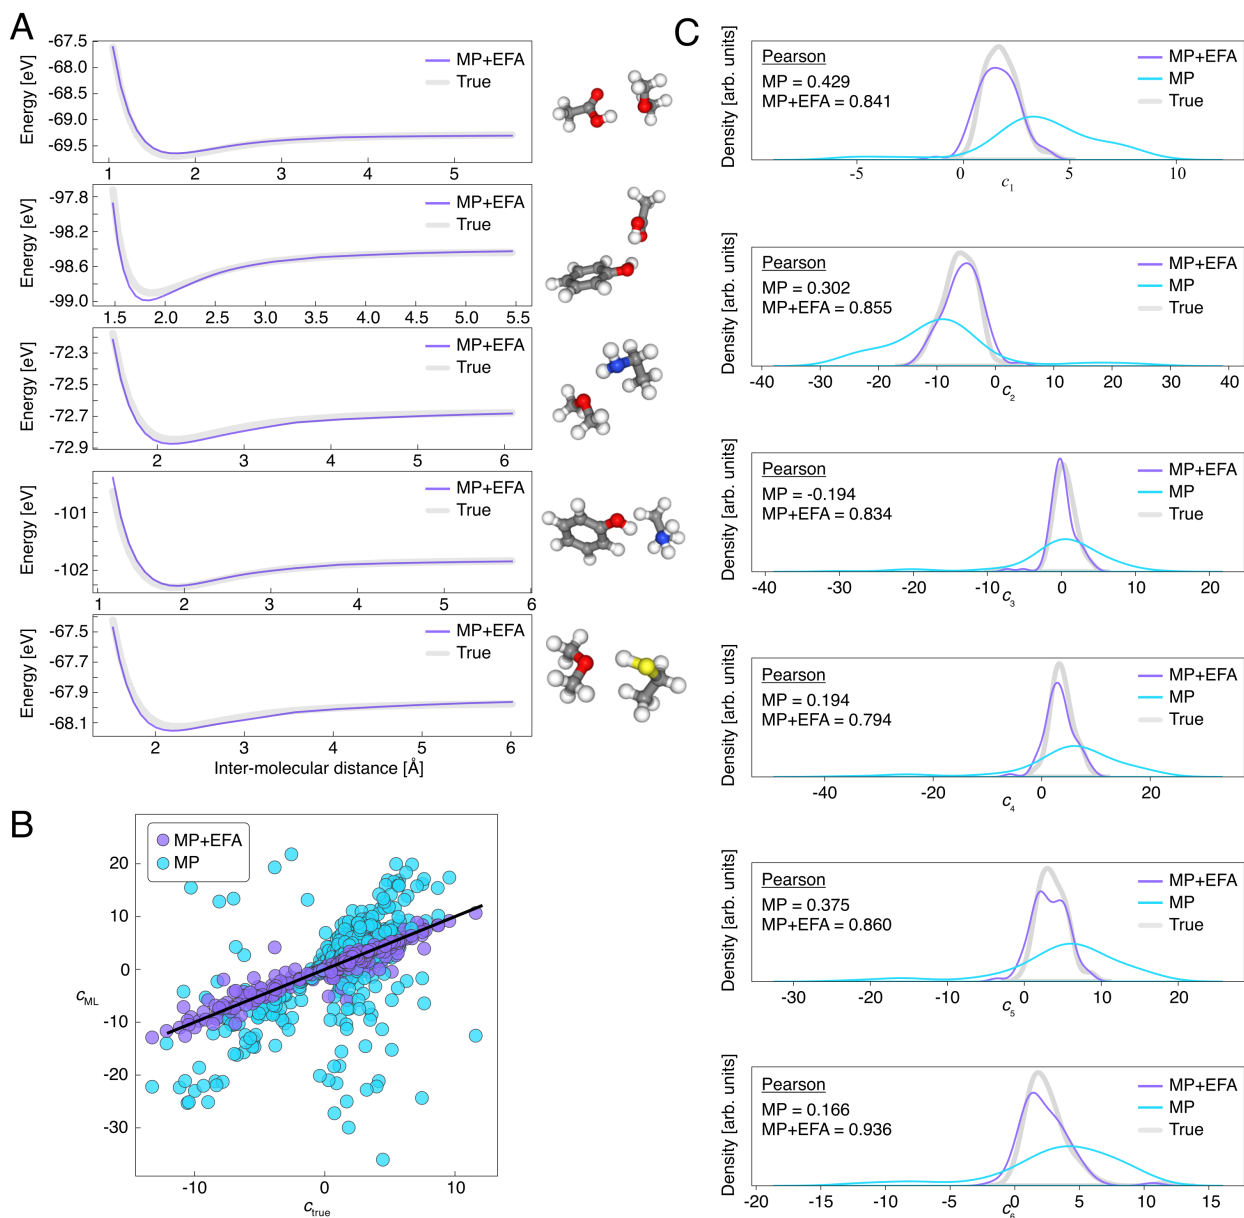 A
-67.5
-68.0
-68.5
-69.0
-69.5
Energy [eV]
MP+EFA
True
1 2 3 4 5
-97.8
-98.2
-98.6
-99.0
Energy [eV]
MP+EFA
True
1.5 2.0 2.5 3.0 3.5 4.0 4.5 5.0 5.5
-72.3
-72.5
-72.7
-72.9
Energy [eV]
MP+EFA
True
2 3 4 5 6
-101
-102
Energy [eV]
MP+EFA
True
1 2 3 4 5 6
-67.5
-67.7
-67.9
-68.1
Energy [eV]
MP+EFA
True
2 3 4 5 6
Inter-molecular distance [Å]
B
MP+EFA
MP
20
10
0
-10
-20
-30
c_ML
-10 0 10
c_true
C
Density [arb. units]
Pearson
MP = 0.429
MP+EFA = 0.841
MP+EFA
MP
True
-5 0 5 10
c_1
Density [arb. units]
Pearson
MP = 0.302
MP+EFA = 0.855
MP+EFA
MP
True
-40 -30 -20 -10 0 10 20 30 40
c_2
Density [arb. units]
Pearson
MP = -0.194
MP+EFA = 0.834
MP+EFA
MP
True
-40 -30 -20 -10 0 10 20
c_3
Density [arb. units]
Pearson
MP = 0.194
MP+EFA = 0.794
MP+EFA
MP
True
-40 -20 0 20
c_4
Density [arb. units]
Pearson
MP = 0.375
MP+EFA = 0.860
MP+EFA
MP
True
-30 -20 -10 0 10 20
c_5
Density [arb. units]
Pearson
MP = 0.166
MP+EFA = 0.936
MP+EFA
MP
True
-20 -15 -10 -5 0 5 10 15
c_6